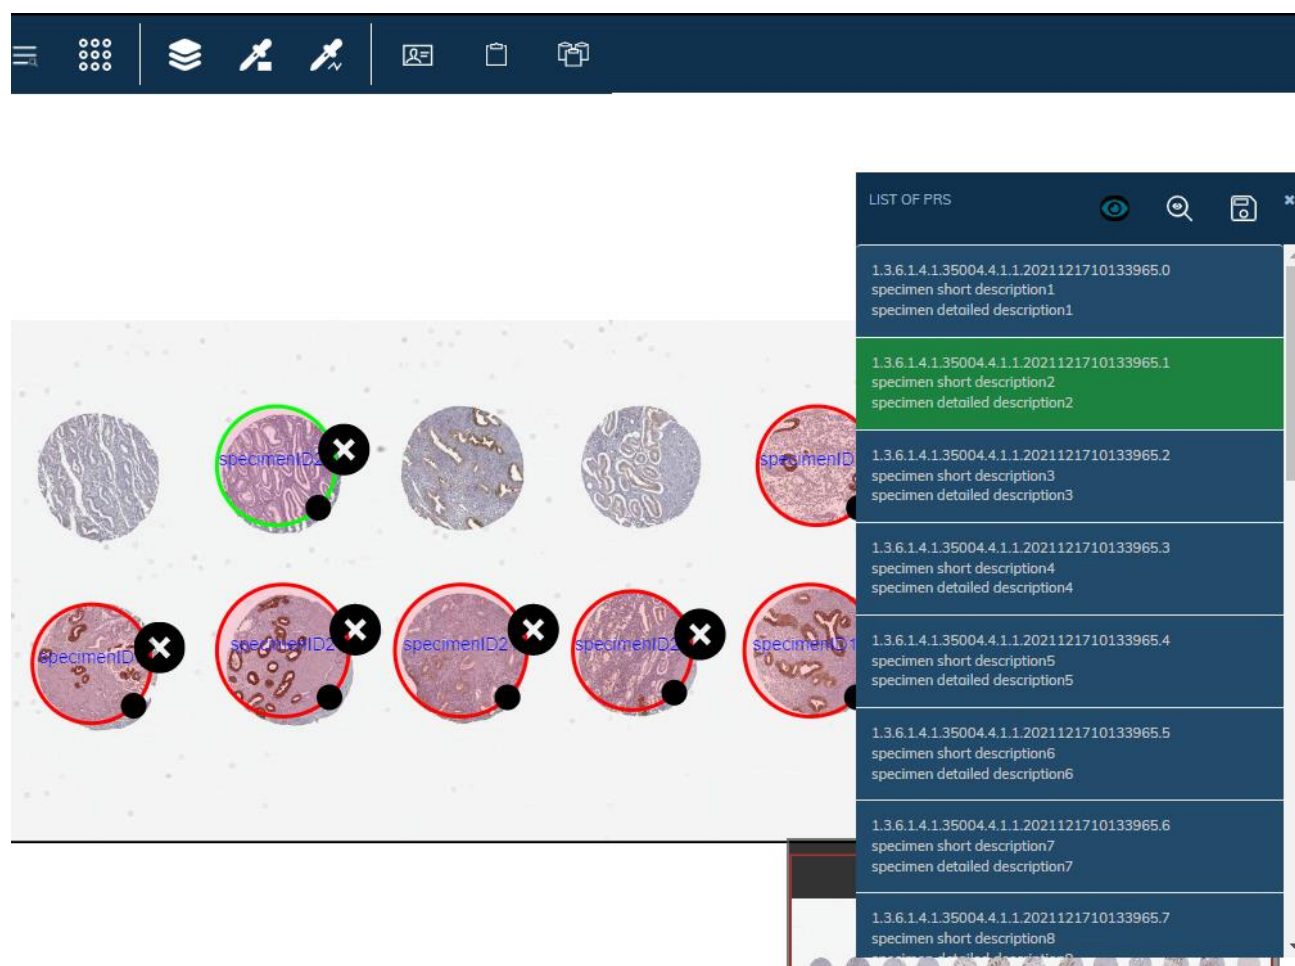 LIST OF PRS
1.3.6.1.4.1.35004.4.1.1.2021121710133965.0
specimen short description1
specimen detailed description1
1.3.6.1.4.1.35004.4.1.1.2021121710133965.1
specimen short description2
specimen detailed description2
1.3.6.1.4.1.35004.4.1.1.2021121710133965.2
specimen short description3
specimen detailed description3
1.3.6.1.4.1.35004.4.1.1.2021121710133965.3
specimen short description4
specimen detailed description4
1.3.6.1.4.1.35004.4.1.1.2021121710133965.4
specimen short description5
specimen detailed description5
1.3.6.1.4.1.35004.4.1.1.2021121710133965.5
specimen short description6
specimen detailed description6
1.3.6.1.4.1.35004.4.1.1.2021121710133965.6
specimen short description7
specimen detailed description7
1.3.6.1.4.1.35004.4.1.1.2021121710133965.7
specimen short description8
specimenID2
specimenID
specimenID
specimenID2
specimenID2
specimenID2
specimenID1